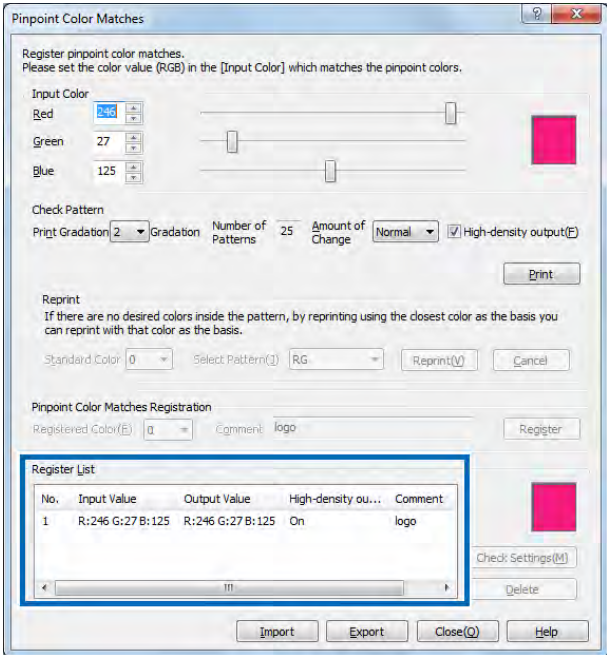 Pinpoint Color Matches
Register pinpoint color matches.
Please set the color value (RGB) in the [Input Color] which matches the pinpoint colors.
Input Color
Red 246
Green 27
Blue 125
Check Pattern
Print Gradation 2 Gradation Number of Patterns 25 Amount of Change Normal High-density output(F)
Print
Reprint
If there are no desired colors inside the pattern, by reprinting using the closest color as the basis you
can reprint with that color as the basis.
Standard Color 0 Select Pattern(J) RG Reprint(V) Cancel
Pinpoint Color Matches Registration
Registered Color(E) 0 Comment logo Register
Register List
No. Input Value Output Value High-density ou... Comment
1 R:246 G:27 B:125 R:246 G:27 B:125 On logo
Check Settings(M)
Delete
Import Export Close(O) Help